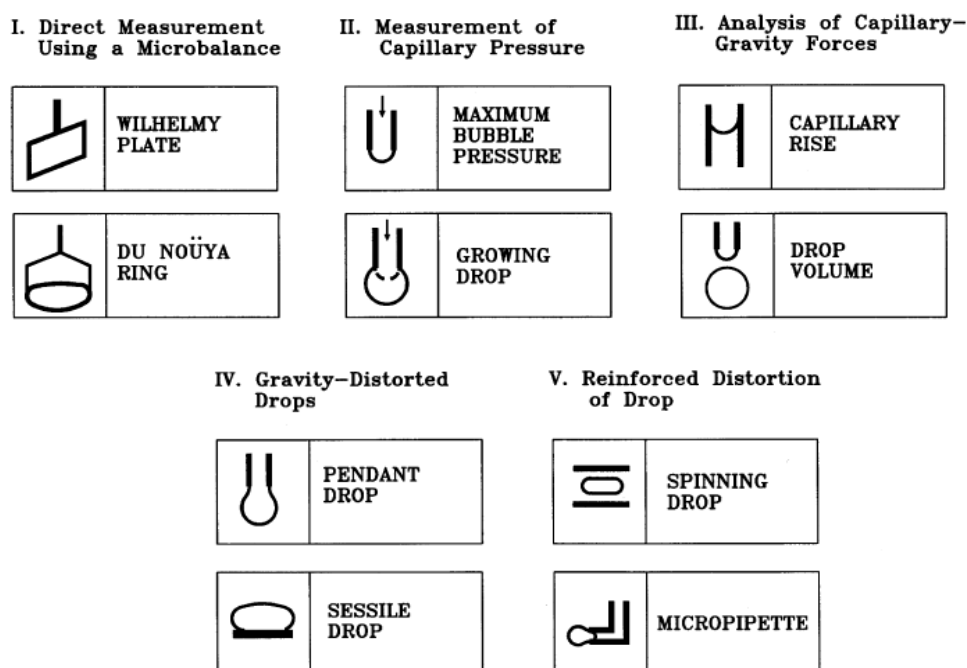 I. Direct Measurement
Using a Microbalance
WILHELMY
PLATE
DU NOÜYA
RING
II. Measurement of
Capillary Pressure
MAXIMUM
BUBBLE
PRESSURE
GROWING
DROP
III. Analysis of Capillary–
Gravity Forces
CAPILLARY
RISE
DROP
VOLUME
IV. Gravity–Distorted
Drops
PENDANT
DROP
SESSILE
DROP
V. Reinforced Distortion
of Drop
SPINNING
DROP
MICROPIPETTE